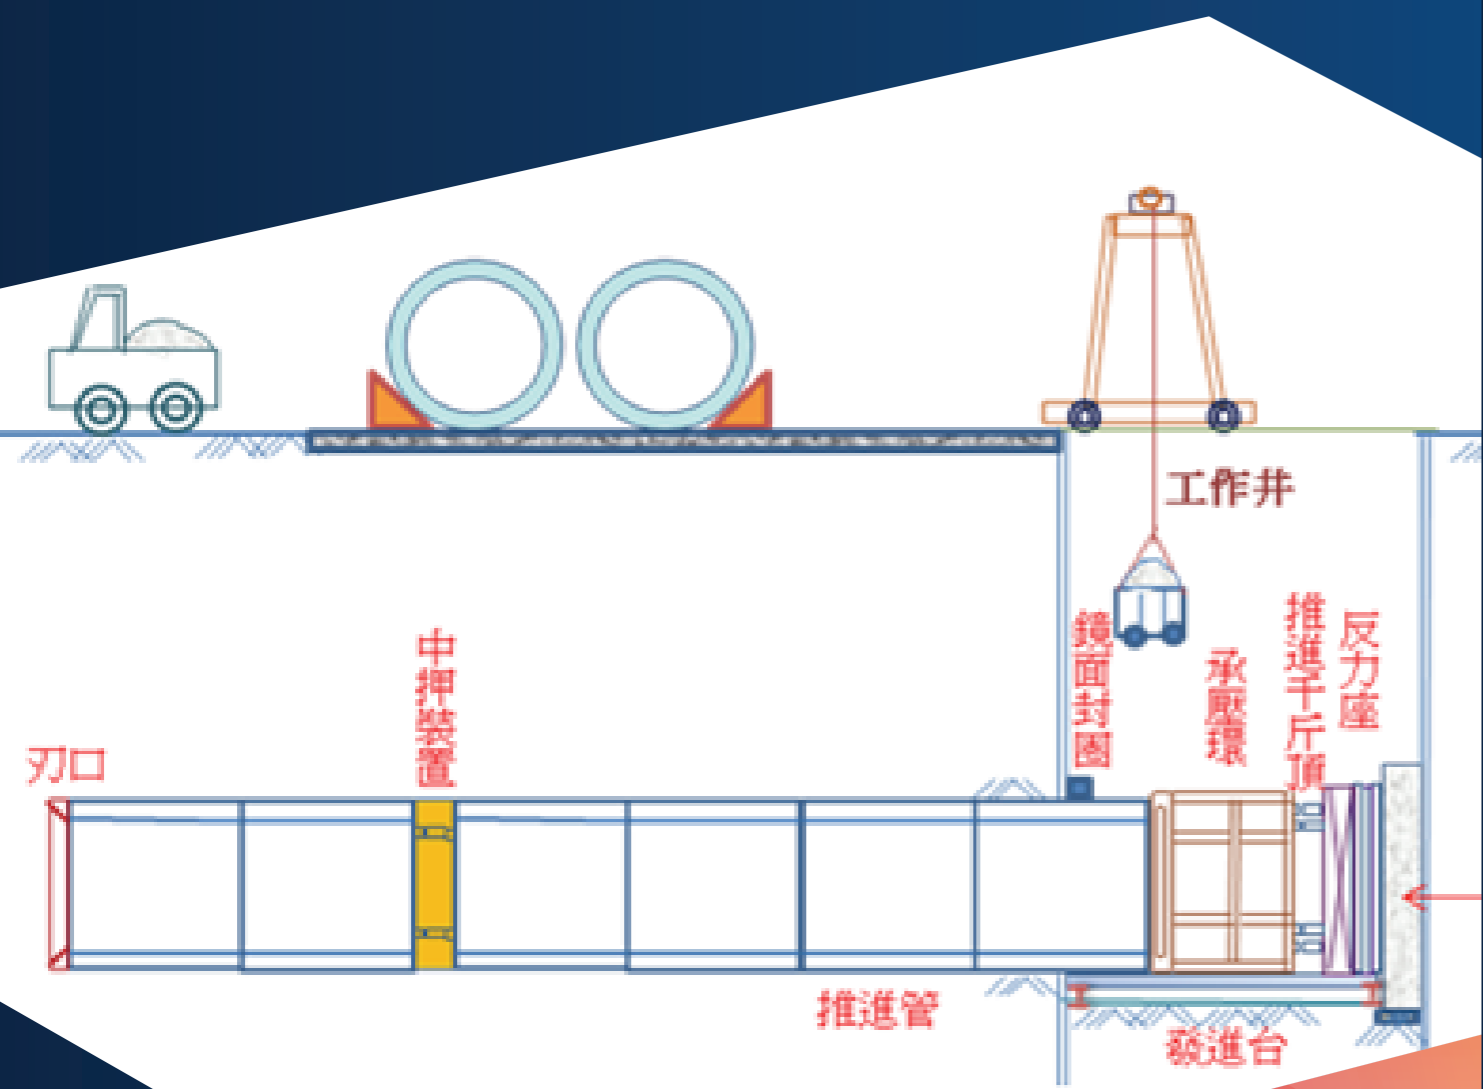 工作井
推進千斤頂
反力座
鏡面封圈
承壓環
中押裝置
刃口
推進管
發進台